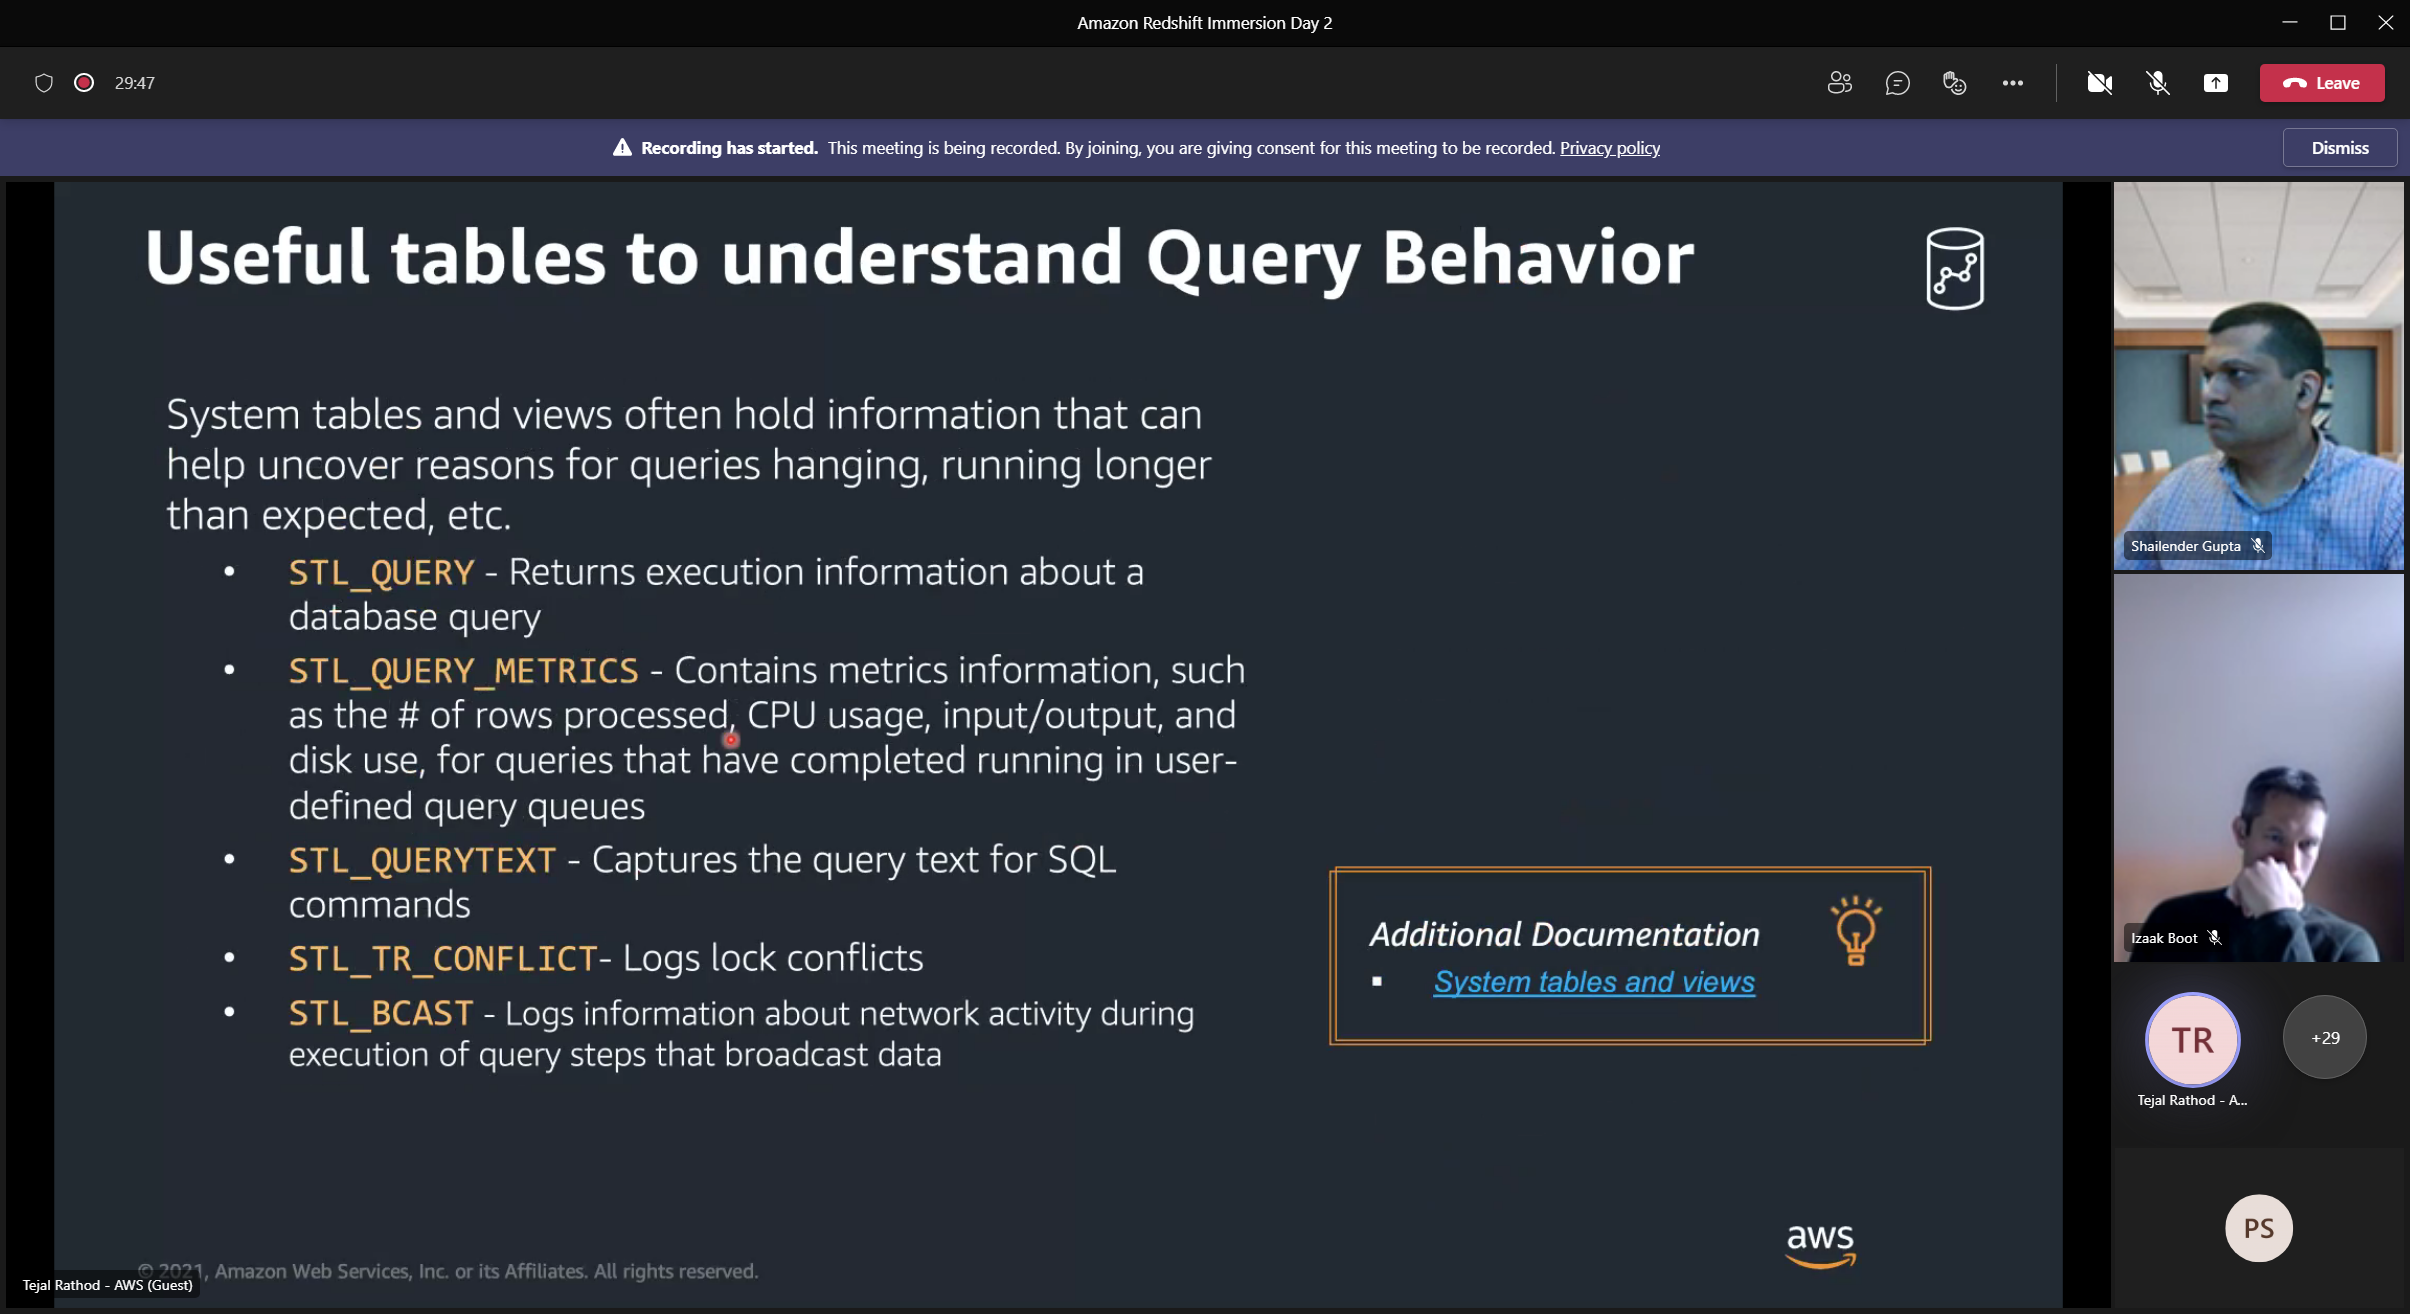 Amazon Redshift Immersion Day 2
29:47
Leave
Recording has started. This meeting is being recorded. By joining, you are giving consent for this meeting to be recorded. Privacy policy
Dismiss
Useful tables to understand Query Behavior
System tables and views often hold information that can
help uncover reasons for queries hanging, running longer
than expected, etc.
• STL_QUERY - Returns execution information about a
database query
• STL_QUERY_METRICS - Contains metrics information, such
as the # of rows processed, CPU usage, input/output, and
disk use, for queries that have completed running in user-
defined query queues
• STL_QUERYTEXT - Captures the query text for SQL
commands
• STL_TR_CONFLICT- Logs lock conflicts
• STL_BCAST - Logs information about network activity during
execution of query steps that broadcast data
Additional Documentation
▪ System tables and views
aws
© 2021, Amazon Web Services, Inc. or its Affiliates. All rights reserved.
Tejal Rathod - AWS (Guest)
Shailender Gupta
Izaak Boot
TR
+29
Tejal Rathod - A...
PS